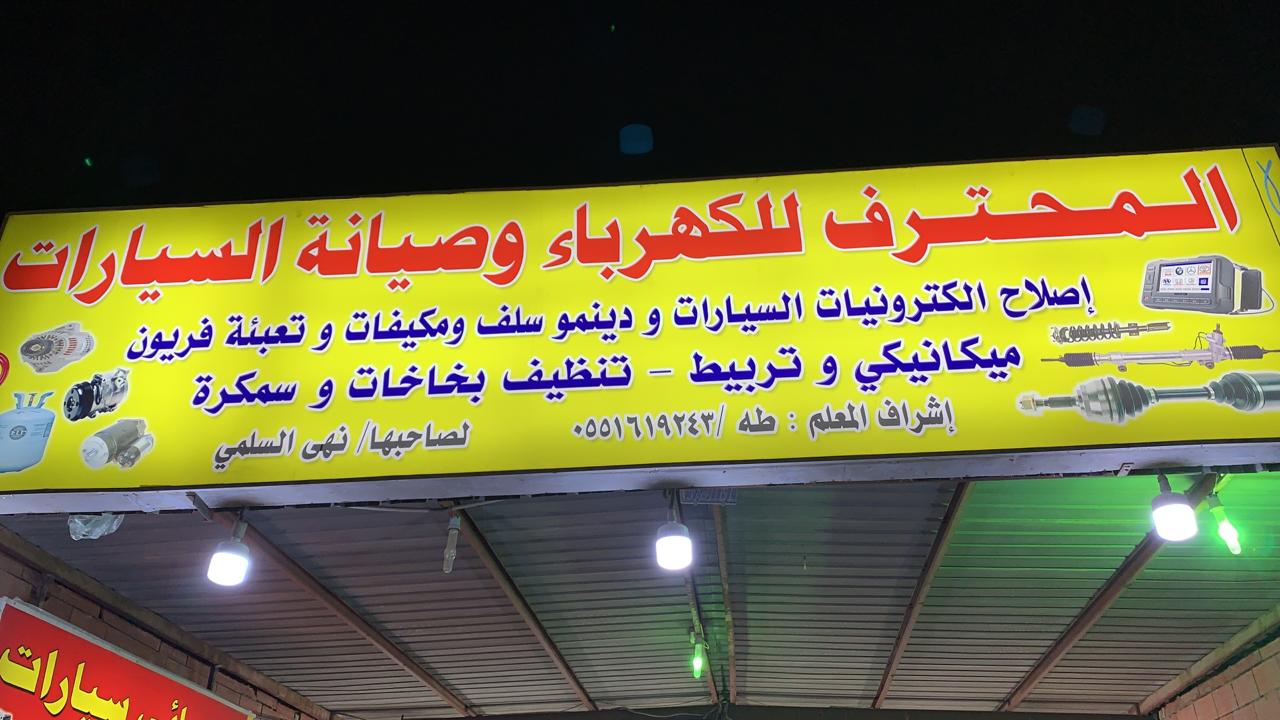 المحترف للكهرباء وصيانة السيارات
إصلاح الكترونيات السيارات و دينمو سلف ومكيفات و تعبئة فريون
ميكانيكي و تربيط - تنظيف بخاخات و سمكرة
إشراف المعلم : طه /٠٥٥١٦١٩٢٤٣ لصاحبها/ نهى السلمي
سيارات